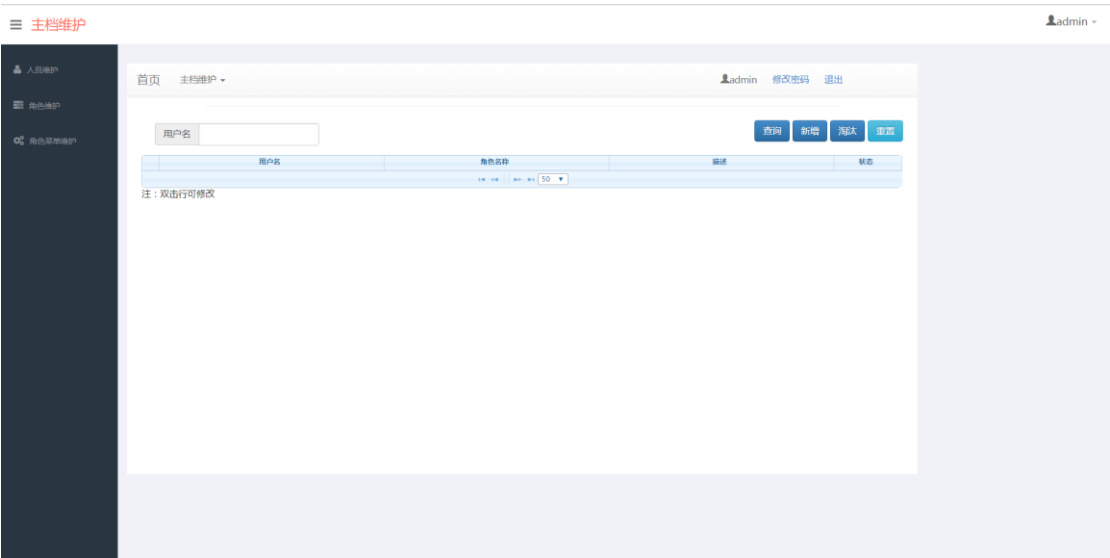 主档维护
admin
人员维护
角色维护
角色菜单维护
首页 主档维护 admin 修改密码 退出
用户名 查询 新增 淘汰 重置
用户名 角色名称 描述 状态
50
注：双击行可修改